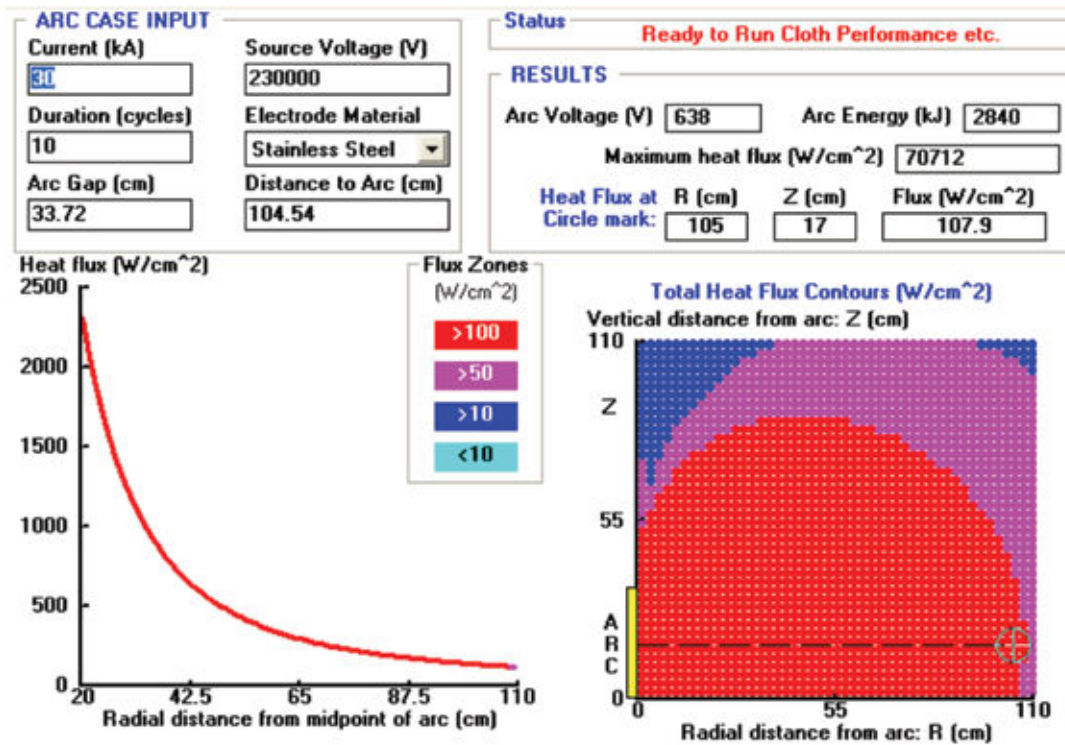 ARC CASE INPUT
Current (kA)
Source Voltage (V)
30
230000
Duration (cycles)
Electrode Material
10
Stainless Steel
Arc Gap (cm)
Distance to Arc (cm)
33.72
104.54
Status
Ready to Run Cloth Performance etc.
RESULTS
Arc Voltage (V) 638 Arc Energy (kJ) 2840
Maximum heat flux (W/cm^2) 70712
Heat Flux at R (cm) Z (cm) Flux (W/cm^2)
Circle mark: 105 17 107.9
Heat flux (W/cm^2)
2500
2000
1500
1000
500
0
20 42.5 65 87.5 110
Radial distance from midpoint of arc (cm)
Flux Zones
(W/cm^2)
>100
>50
>10
<10
Total Heat Flux Contours (W/cm^2)
Vertical distance from arc: Z (cm)
110
Z
55
A
R
C
0
0 55 110
Radial distance from arc: R (cm)